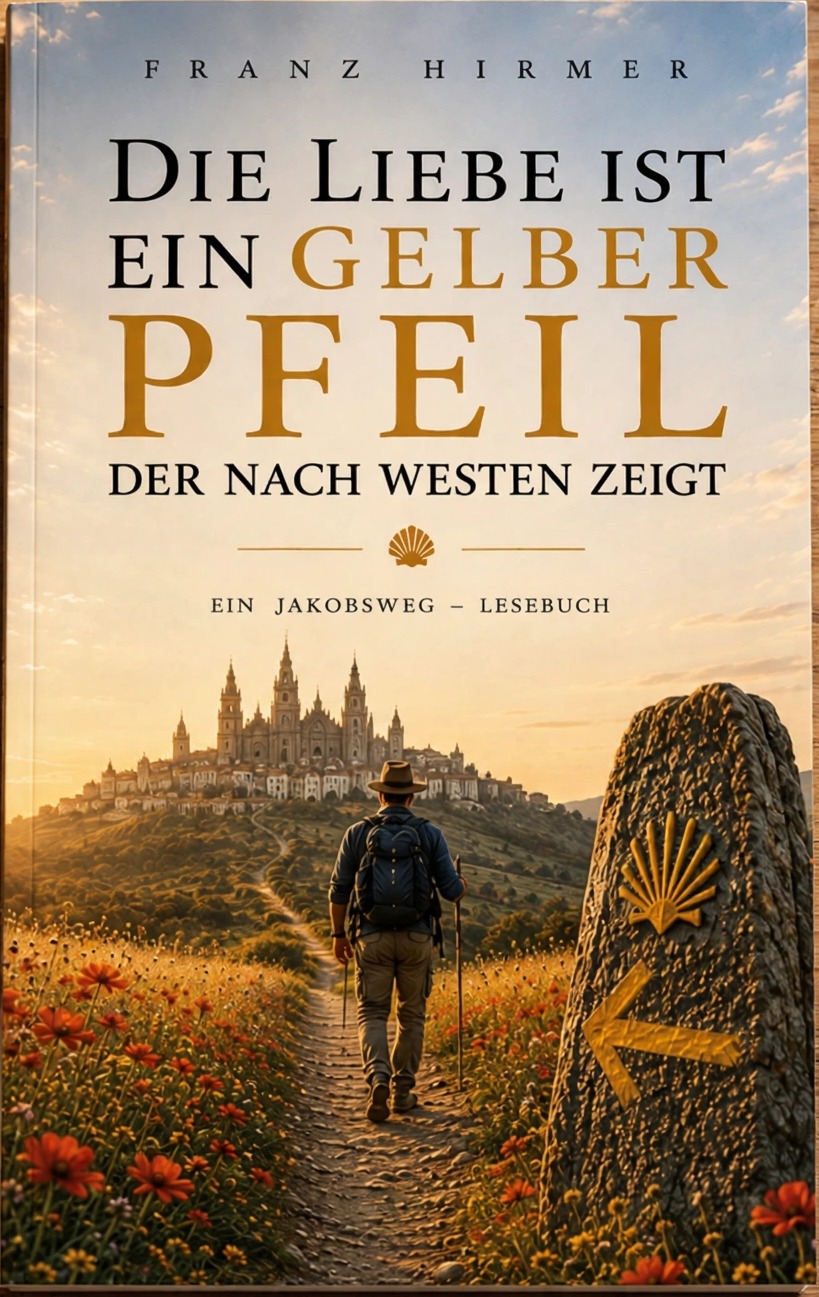 FRANZ HIRMER
DIE LIEBE IST
EIN GELBER
PFEIL
DER NACH WESTEN ZEIGT
EIN JAKOBSWEG – LESEBUCH